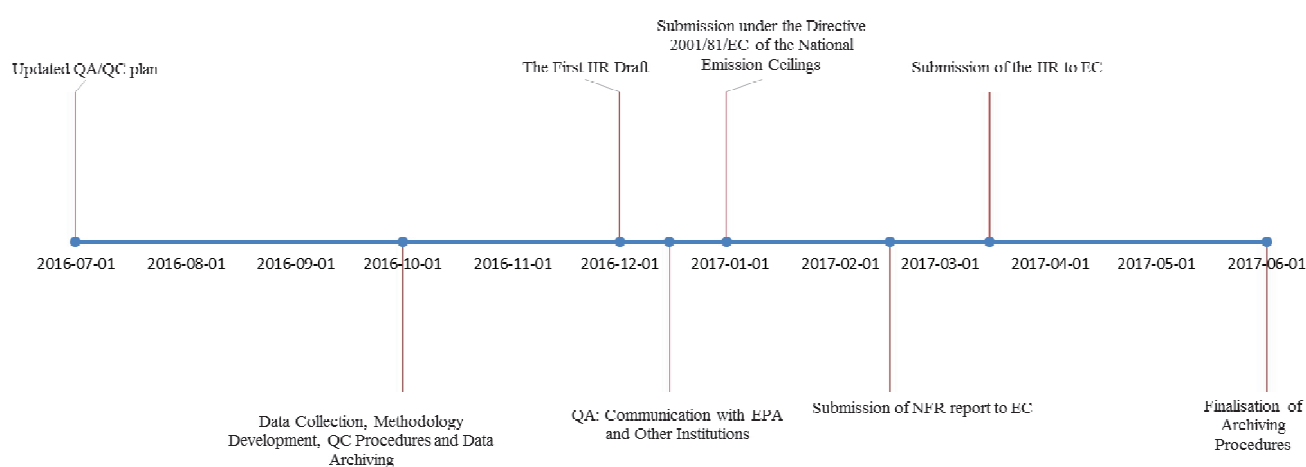 Submission under the Directive
2001/81/EC of the National
Emission Ceilings
Updated QA/QC plan
The First IIR Draft
Submission of the IIR to EC
2016-07-01
2016-08-01
2016-09-01
2016-10-01
2016-11-01
2016-12-01
2017-01-01
2017-02-01
2017-03-01
2017-04-01
2017-05-01
2017-06-01
Data Collection, Methodology
Development, QC Procedures and Data
Archiving
QA: Communication with EPA
and Other Institutions
Submission of NFR report to EC
Finalisation of
Archiving
Procedures